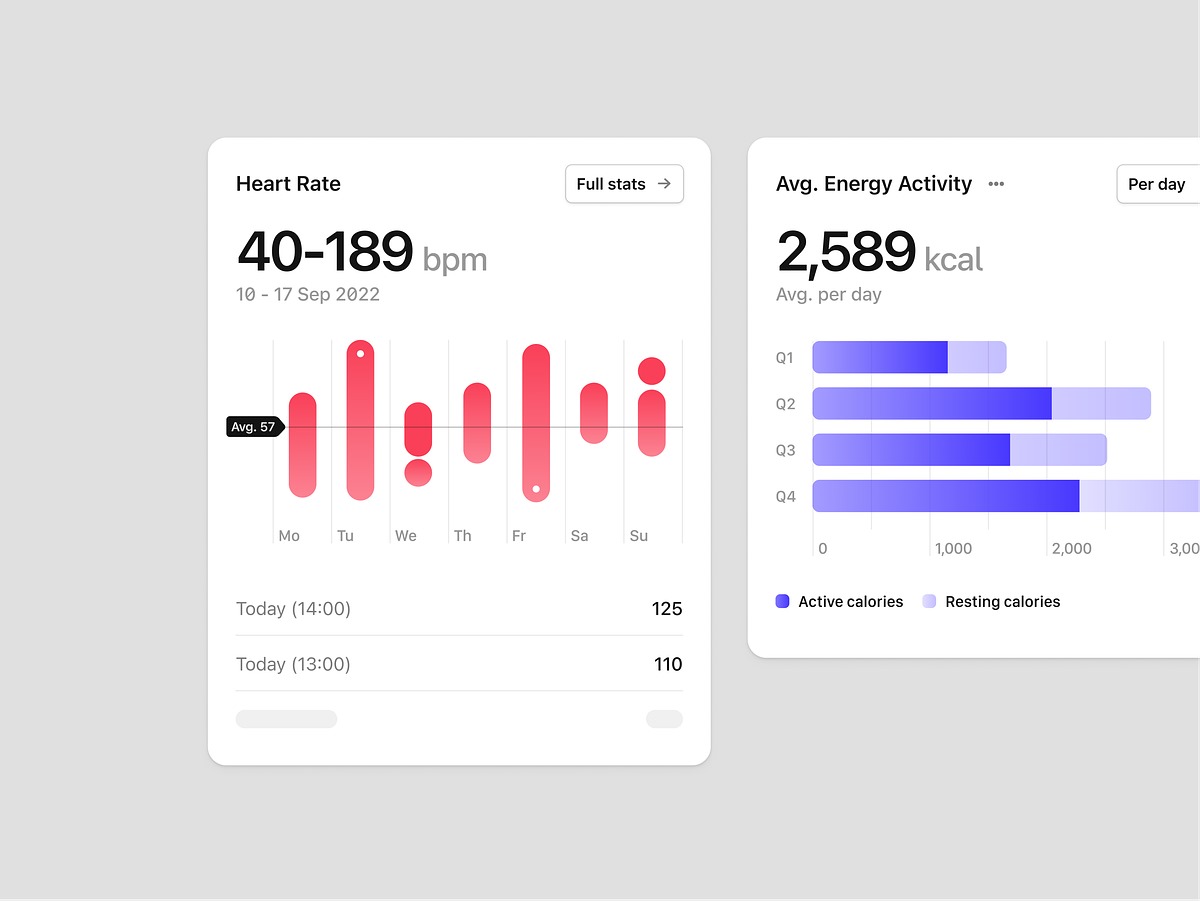 Heart Rate
Full stats
40-189 bpm
10 - 17 Sep 2022
Avg. 57
Mo Tu We Th Fr Sa Su
Today (14:00) 125
Today (13:00) 110
Avg. Energy Activity
Per day
2,589 kcal
Avg. per day
Q1
Q2
Q3
Q4
0 1,000 2,000 3,00
Active calories Resting calories